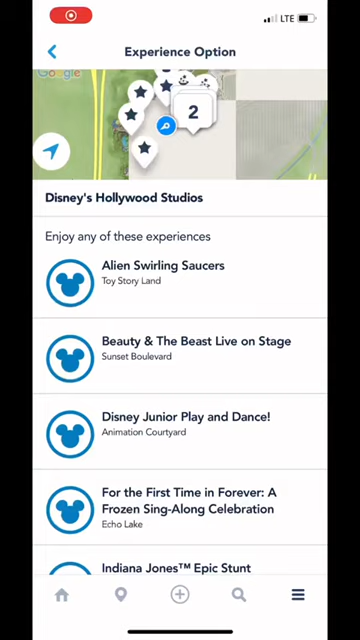 LTE
Experience Option
Google
2
Disney's Hollywood Studios
Enjoy any of these experiences
Alien Swirling Saucers
Toy Story Land
Beauty & The Beast Live on Stage
Sunset Boulevard
Disney Junior Play and Dance!
Animation Courtyard
For the First Time in Forever: A
Frozen Sing-Along Celebration
Echo Lake
Indiana Jones™ Epic Stunt